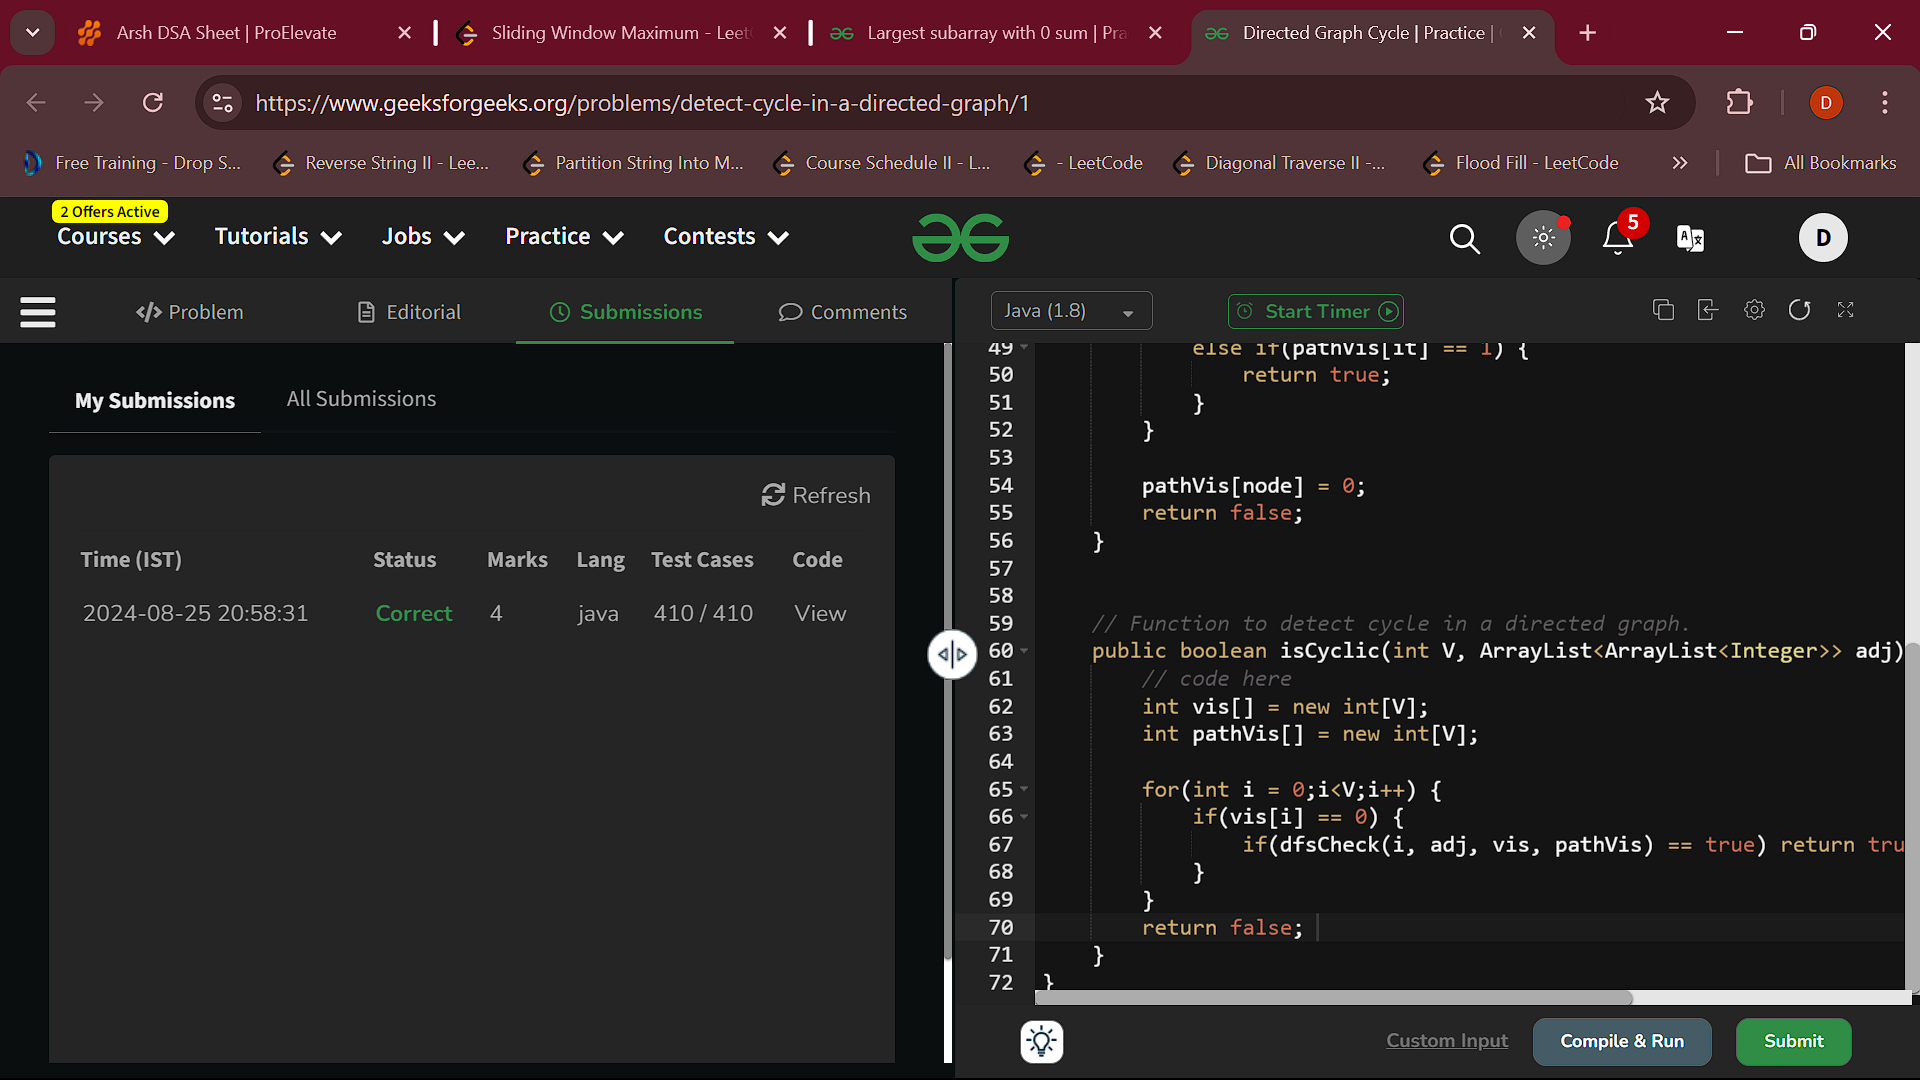 Arsh DSA Sheet | ProElevate
Sliding Window Maximum - Leet
Largest subarray with 0 sum | Pra
Directed Graph Cycle | Practice |
https://www.geeksforgeeks.org/problems/detect-cycle-in-a-directed-graph/1
D
Free Training - Drop S...
Reverse String II - Lee...
Partition String Into M...
Course Schedule II - L...
- LeetCode
Diagonal Traverse II -...
Flood Fill - LeetCode
»
All Bookmarks
2 Offers Active
Courses
Tutorials
Jobs
Practice
Contests
5
D
</> Problem
Editorial
Submissions
Comments
Java (1.8)
Start Timer
My Submissions
All Submissions
Refresh
Time (IST) Status Marks Lang Test Cases Code
2024-08-25 20:58:31 Correct 4 java 410 / 410 View
49 else if(pathVis[it] == 1) {
50 return true;
51 }
52 }
53
54 pathVis[node] = 0;
55 return false;
56 }
57
58
59 // Function to detect cycle in a directed graph.
60 public boolean isCyclic(int V, ArrayList<ArrayList<Integer>> adj)
61 // code here
62 int vis[] = new int[V];
63 int pathVis[] = new int[V];
64
65 for(int i = 0;i<V;i++) {
66 if(vis[i] == 0) {
67 if(dfsCheck(i, adj, vis, pathVis) == true) return tru
68 }
69 }
70 return false;
71 }
72 }
Custom Input
Compile & Run
Submit